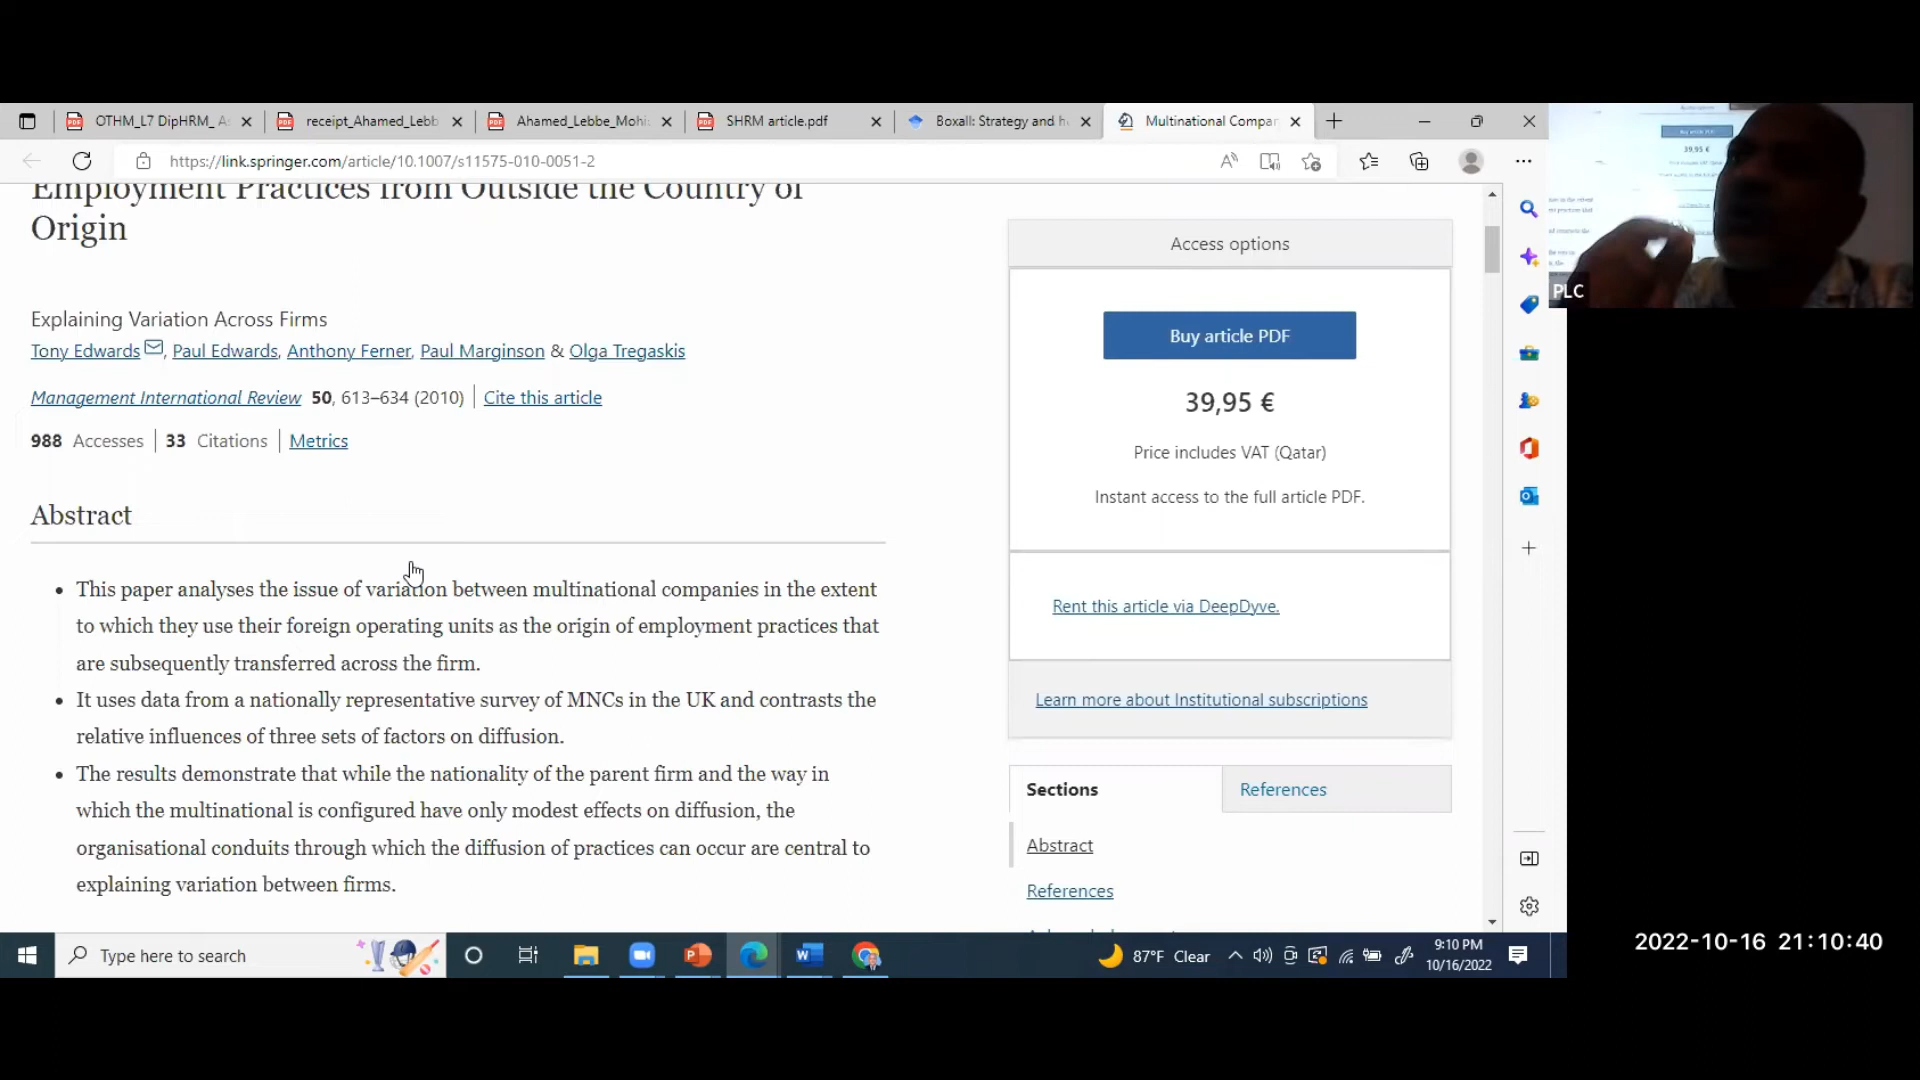 OTHM_L7 DipHRM_ A
receipt_Ahamed_Lebb
Ahamed_Lebbe_Mohi
SHRM article.pdf
Boxall: Strategy and h
Multinational Compa
https://link.springer.com/article/10.1007/s11575-010-0051-2
Employment Practices from Outside the Country of
Origin
Explaining Variation Across Firms
Tony Edwards, Paul Edwards, Anthony Ferner, Paul Marginson & Olga Tregaskis
Management International Review 50, 613–634 (2010) | Cite this article
988 Accesses | 33 Citations | Metrics
Abstract
• This paper analyses the issue of variation between multinational companies in the extent
to which they use their foreign operating units as the origin of employment practices that
are subsequently transferred across the firm.
• It uses data from a nationally representative survey of MNCs in the UK and contrasts the
relative influences of three sets of factors on diffusion.
• The results demonstrate that while the nationality of the parent firm and the way in
which the multinational is configured have only modest effects on diffusion, the
organisational conduits through which the diffusion of practices can occur are central to
explaining variation between firms.
Access options
Buy article PDF
39,95 €
Price includes VAT (Qatar)
Instant access to the full article PDF.
Rent this article via DeepDyve.
Learn more about Institutional subscriptions
Sections
References
Abstract
References
PLC
Type here to search
87°F Clear
9:10 PM
10/16/2022
2022-10-16 21:10:40